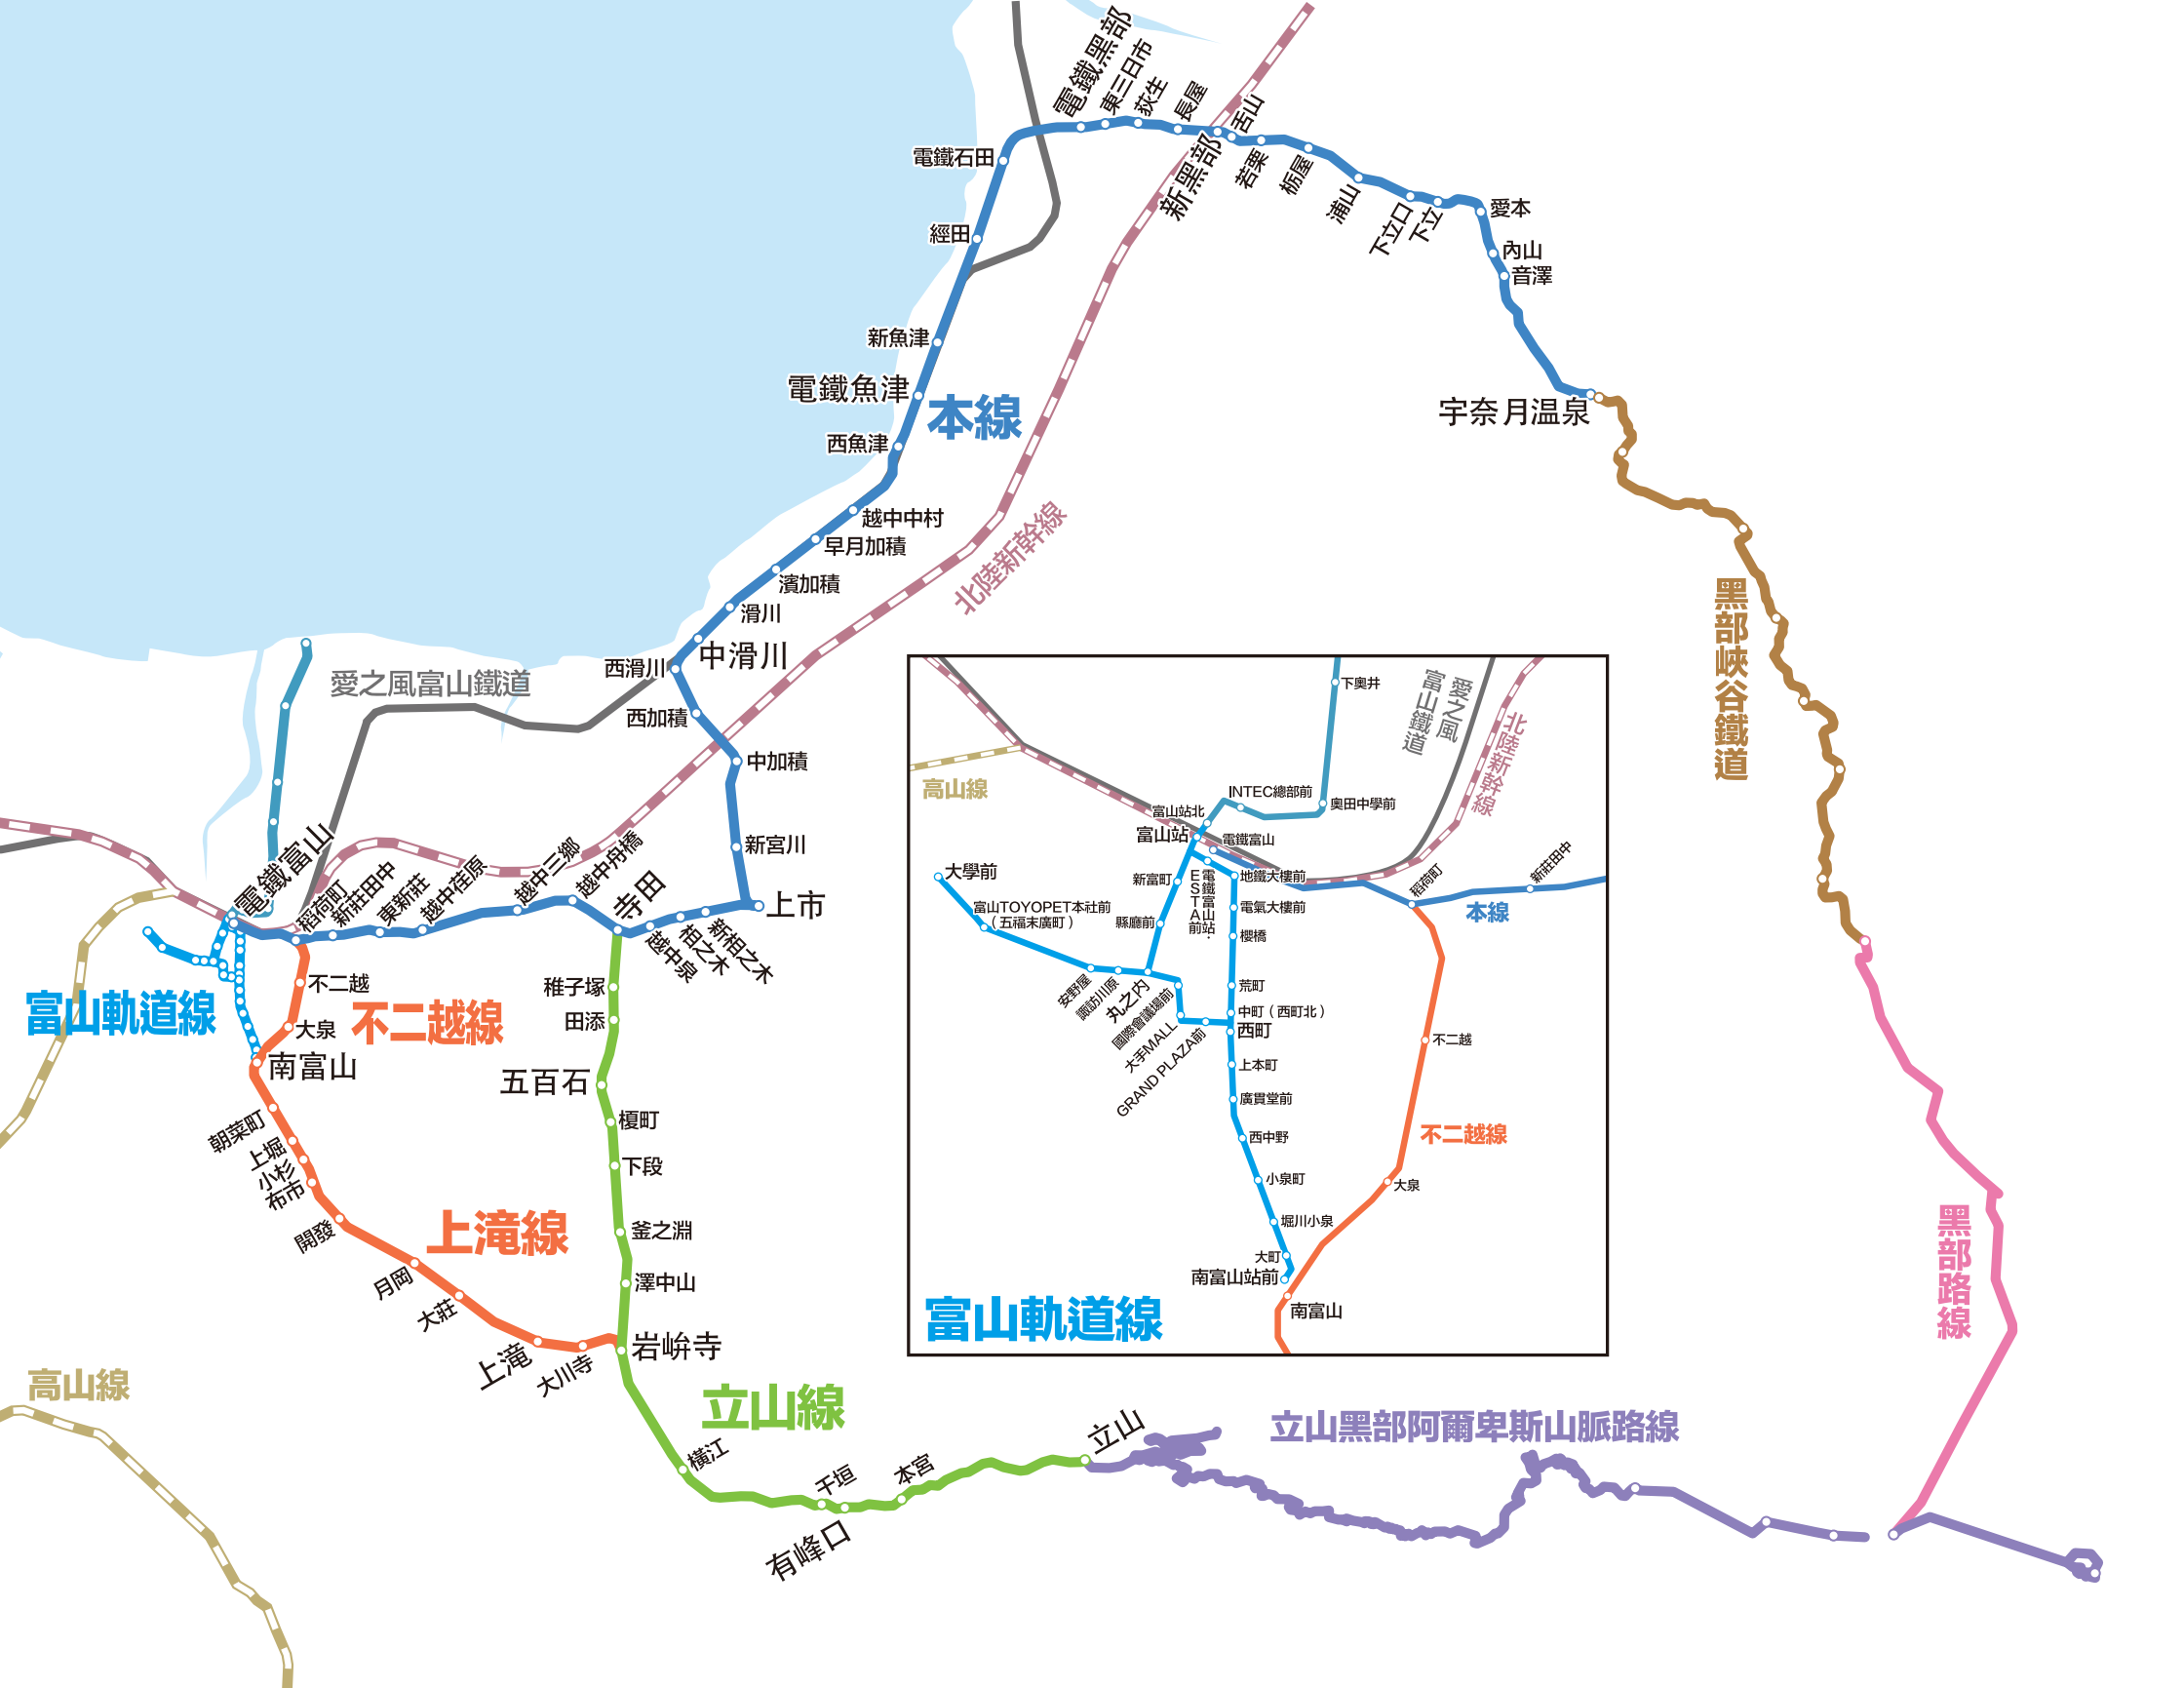 電鐵黑部
東三日市
荻生
長屋
新黑部
舌山
若栗
栃屋
浦山
下立口
下立
愛本
內山
音澤
宇奈月温泉
電鐵石田
經田
新魚津
電鐵魚津
本線
西魚津
越中中村
早月加積
濱加積
滑川
中滑川
西滑川
西加積
中加積
新宮川
上市
北陸新幹線
愛之風富山鐵道
黑部峽谷鐵道
電鐵富山
稻荷町
新莊田中
東新莊
越中荏原
越中三鄉
越中舟橋
寺田
越中泉
相之木
新相之木
富山軌道線
不二越
不二越線
大泉
南富山
朝菜町
上堀
小杉
布市
開發
月岡
大莊
上滝
大川寺
上滝線
稚子塚
田添
五百石
榎町
下段
釜之淵
澤中山
岩峅寺
立山線
橫江
千垣
有峰口
本宮
立山
立山黑部阿爾卑斯山脈路線
黑部路線
高山線
高山線
下奧井
愛之風
富山鐵道
北陸新幹線
INTEC總部前
奧田中學前
富山站北
富山站
電鐵富山
大學前
富山TOYOPET本社前
（五福末廣町）
新富町
縣廳前
電鐵富山站·
ESTA前
地鐵大樓前
電氣大樓前
櫻橋
荒町
中町（西町北）
西町
安野屋
諏訪川原
丸之內
國際會議場前
大手MALL
GRAND PLAZA前
上本町
廣貫堂前
西中野
小泉町
堀川小泉
大町
南富山站前
南富山
稻荷町
新莊田中
本線
不二越
不二越線
大泉
富山軌道線